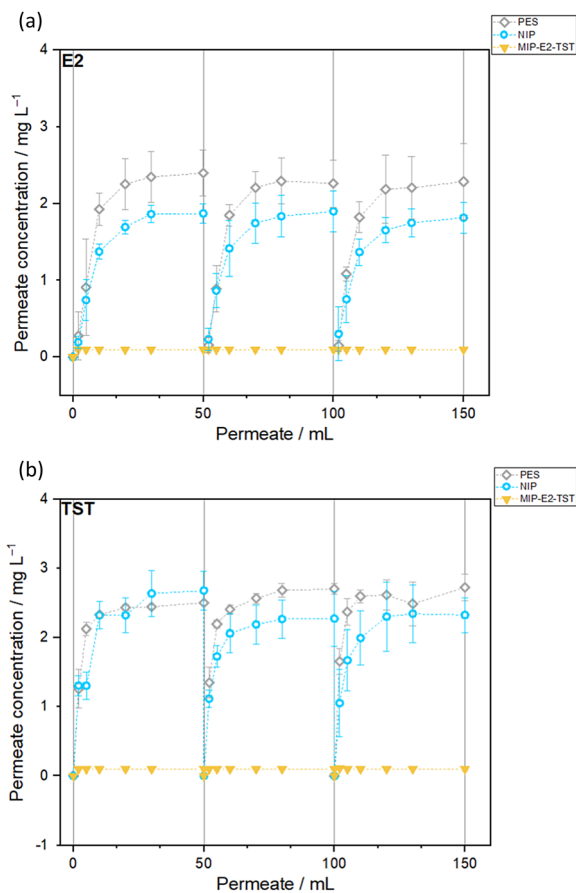 (a)
PES
NIP
MIP-E2-TST
E2
4
3
2
1
0
0 50 100 150
Permeate concentration / mg L⁻¹
Permeate / mL
(b)
PES
NIP
MIP-E2-TST
TST
4
3
2
1
0
-1
0 50 100 150
Permeate concentration / mg L⁻¹
Permeate / mL